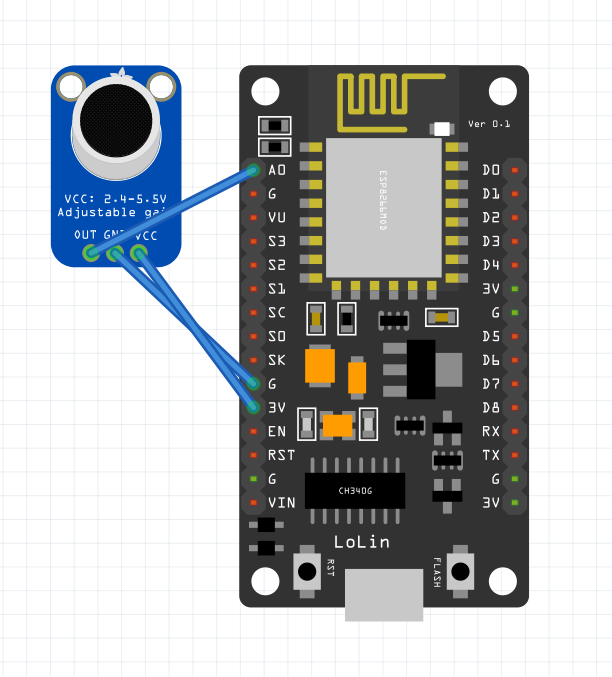 VCC: 2.4-5.5V
Adjustable gai
OUT GND VCC
Ver 0.1
ESP8266MOD
A0
G
VU
S3
S2
S1
SC
SO
SK
G
3V
EN
RST
G
VIN
D0
D1
D2
D3
D4
3V
G
D5
D6
D7
D8
RX
TX
G
3V
CH340G
LoLin
RST
FLASH